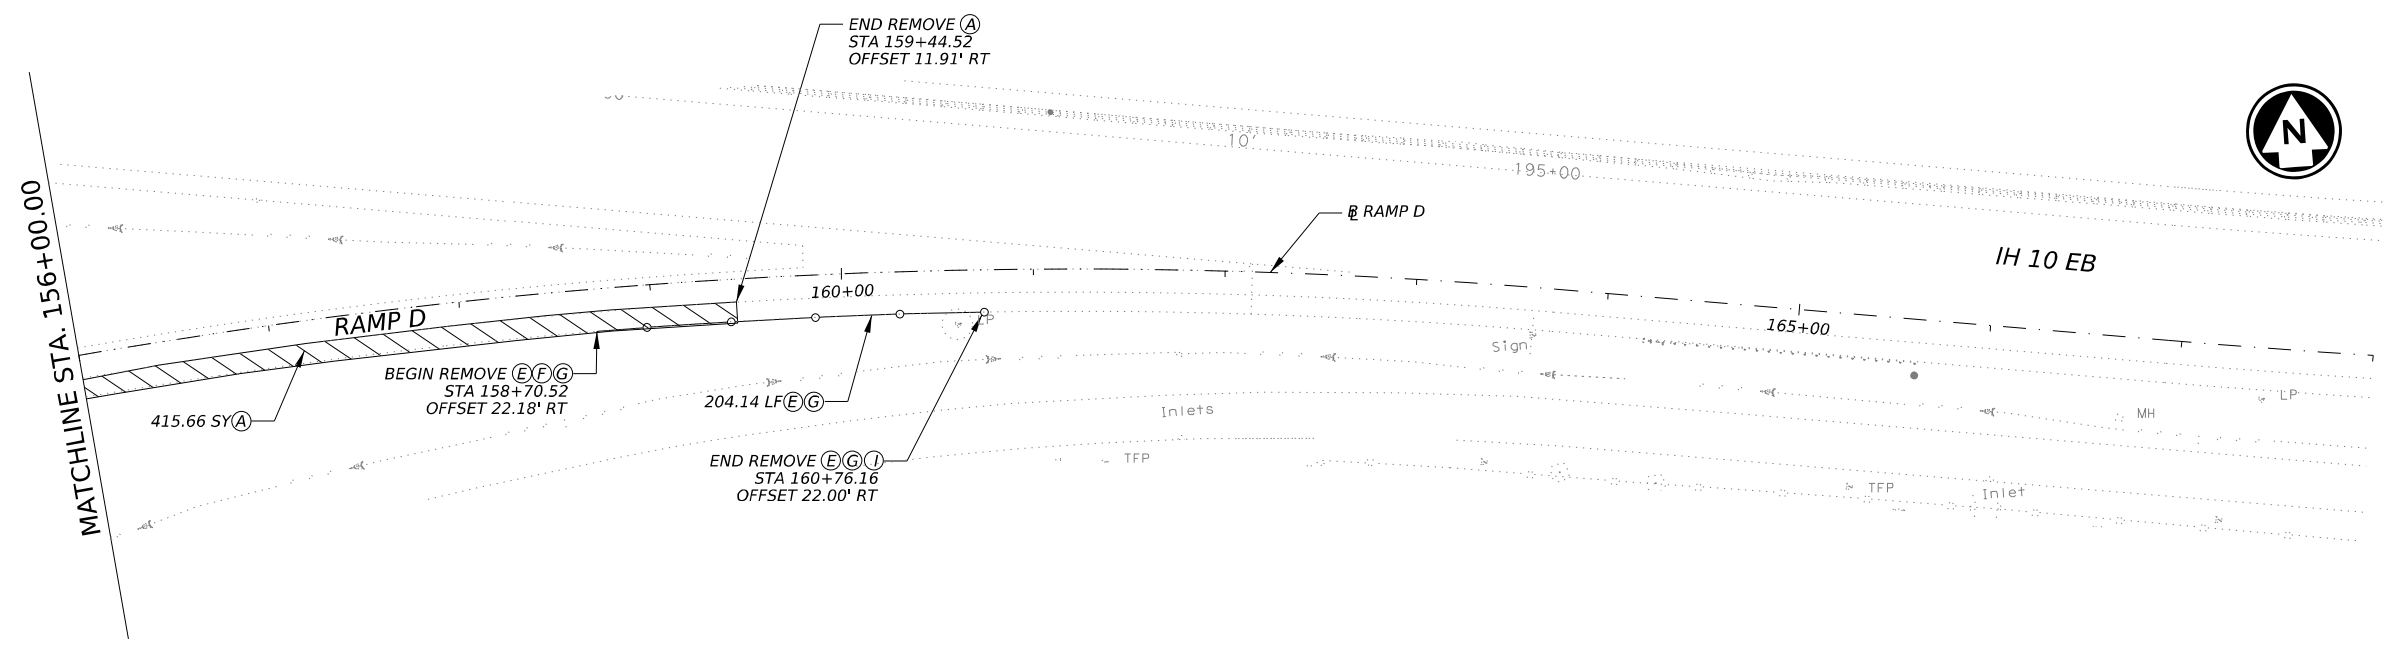 END REMOVE A
STA 159+44.52
OFFSET 11.91' RT
N
10'
195+00
RAMP D
IH 10 EB
MATCHLINE STA. 156+00.00
160+00
RAMP D
165+00
LP
Sign
BEGIN REMOVE E F G
STA 158+70.52
OFFSET 22.18' RT
204.14 LF E G
415.66 SY A
Inlets
LP
MH
END REMOVE E G I
STA 160+76.16
OFFSET 22.00' RT
TFP
TFP
Inlet